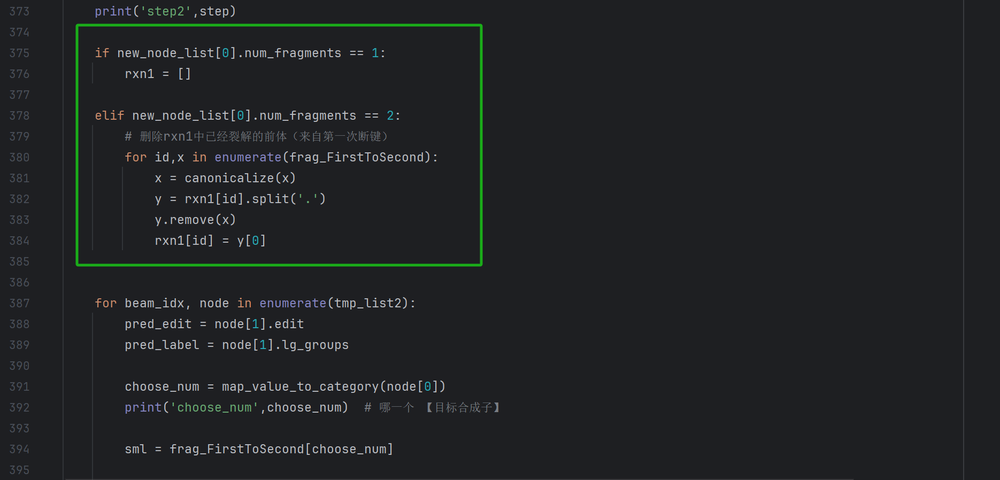 373 print('step2',step)
374
375 if new_node_list[0].num_fragments == 1:
376 rxn1 = []
377
378 elif new_node_list[0].num_fragments == 2:
379 # 删除rxn1中已经裂解的前体（来自第一次断键）
380 for id,x in enumerate(frag_FirstToSecond):
381 x = canonicalize(x)
382 y = rxn1[id].split('.')
383 y.remove(x)
384 rxn1[id] = y[0]
385
386
387 for beam_idx, node in enumerate(tmp_list2):
388 pred_edit = node[1].edit
389 pred_label = node[1].lg_groups
390
391 choose_num = map_value_to_category(node[0])
392 print('choose_num',choose_num) # 哪一个 【目标合成子】
393
394 sml = frag_FirstToSecond[choose_num]
395